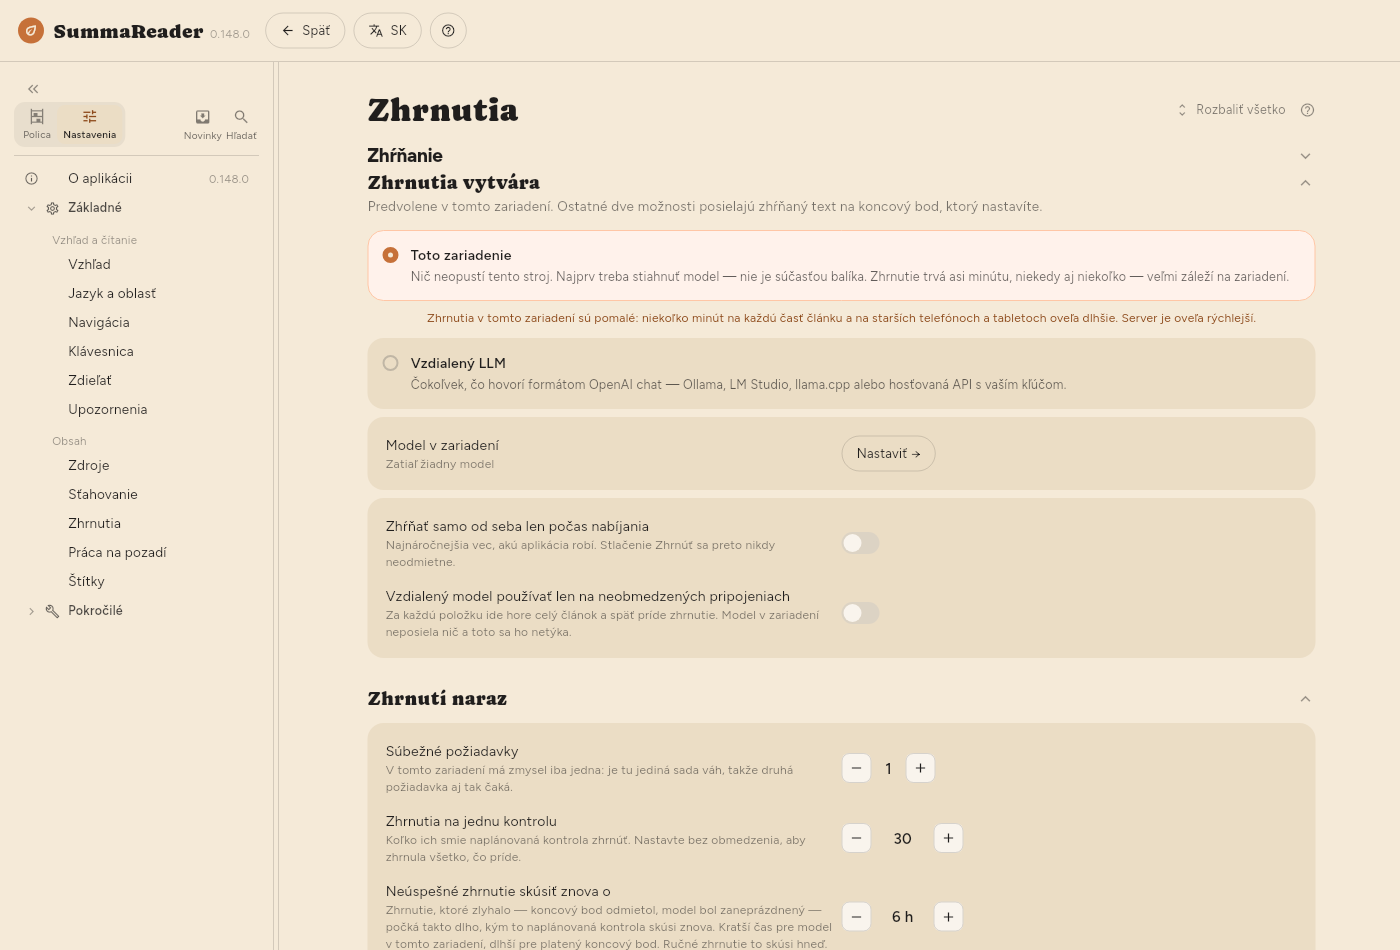 SummaReader 0.148.0
Späť
SK
Polica
Nastavenia
Novinky
Hľadať
O aplikácii
0.148.0
Základné
Vzhľad a čítanie
Vzhľad
Jazyk a oblasť
Navigácia
Klávesnica
Zdieľať
Upozornenia
Obsah
Zdroje
Sťahovanie
Zhrnutia
Práca na pozadí
Štítky
Pokročilé
Zhrnutia
Rozbaliť všetko
Zhŕňanie
Zhrnutia vytvára
Predvolene v tomto zariadení. Ostatné dve možnosti posielajú zhŕňaný text na koncový bod, ktorý nastavíte.
Toto zariadenie
Nič neopustí tento stroj. Najprv treba stiahnuť model — nie je súčasťou balíka. Zhrnutie trvá asi minútu, niekedy aj niekoľko — veľmi záleží na zariadení.
Zhrnutia v tomto zariadení sú pomalé: niekoľko minút na každú časť článku a na starších telefónoch a tabletoch oveľa dlhšie. Server je oveľa rýchlejší.
Vzdialený LLM
Čokoľvek, čo hovorí formátom OpenAI chat — Ollama, LM Studio, llama.cpp alebo hosťovaná API s vaším kľúčom.
Model v zariadení
Zatiaľ žiadny model
Nastaviť →
Zhŕňať samo od seba len počas nabíjania
Najnáročnejšia vec, akú aplikácia robí. Stlačenie Zhrnúť sa preto nikdy
neodmietne.
Vzdialený model používať len na neobmedzených pripojeniach
Za každú položku ide hore celý článok a späť príde zhrnutie. Model v zariadení
neposiela nič a toto sa ho netýka.
Zhrnutí naraz
Súbežné požiadavky
V tomto zariadení má zmysel iba jedna: je tu jediná sada váh, takže druhá
požiadavka aj tak čaká.
1
Zhrnutia na jednu kontrolu
Koľko ich smie naplánovaná kontrola zhrnúť. Nastavte bez obmedzenia, aby
zhrnula všetko, čo príde.
30
Neúspešné zhrnutie skúsiť znova o
Zhrnutie, ktoré zlyhalo — koncový bod odmietol, model bol zaneprázdnený —
počká takto dlho, kým to naplánovaná kontrola skúsi znova. Kratší čas pre model
v tomto zariadení, dlhší pre platený koncový bod. Ručné zhrnutie to skúsi hneď.
6 h